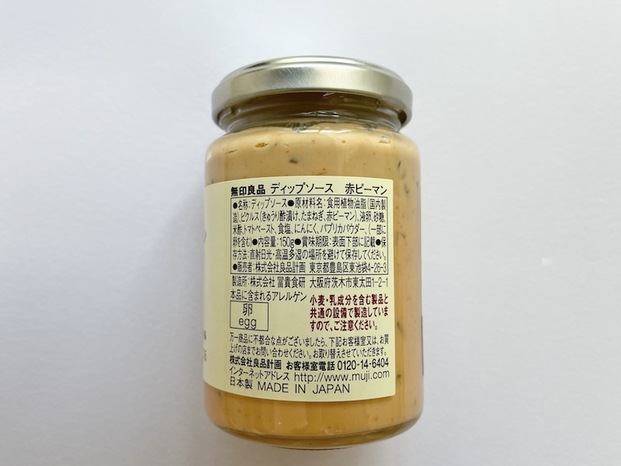 無印良品 ディップソース 赤ピーマン
●名称:ディップソース●原材料名:食用植物油脂(国内製
造)、ピクルス(きゅうり酢漬け、たまねぎ、赤ピーマン)、液卵、砂糖、
米酢、トマトペースト、食塩、にんにく、パプリカパウダー、(一部に
卵を含む)●内容量:150g●賞味期限:表面下部に記載●保
存方法:直射日光・高温多湿の場所を避けて保存してください。
●販売者:株式会社良品計画 東京都豊島区東池袋4-26-3
製造所:株式会社 冨貴食研 大阪府茨木市東太田1-2-1
本品に含まれるアレルゲン
卵
egg
小麦・乳成分を含む製品と
共通の設備で製造していま
すので、ご注意ください。
万一商品に不都合な点がございましたら、下記お客様室又は、お買
上げの店までお問い合わせください。お取り替えさせていただきます。
株式会社良品計画 お客様室電話 0120-14-6404
インターネットアドレス http://www.muji.com
日本製 MADE IN JAPAN